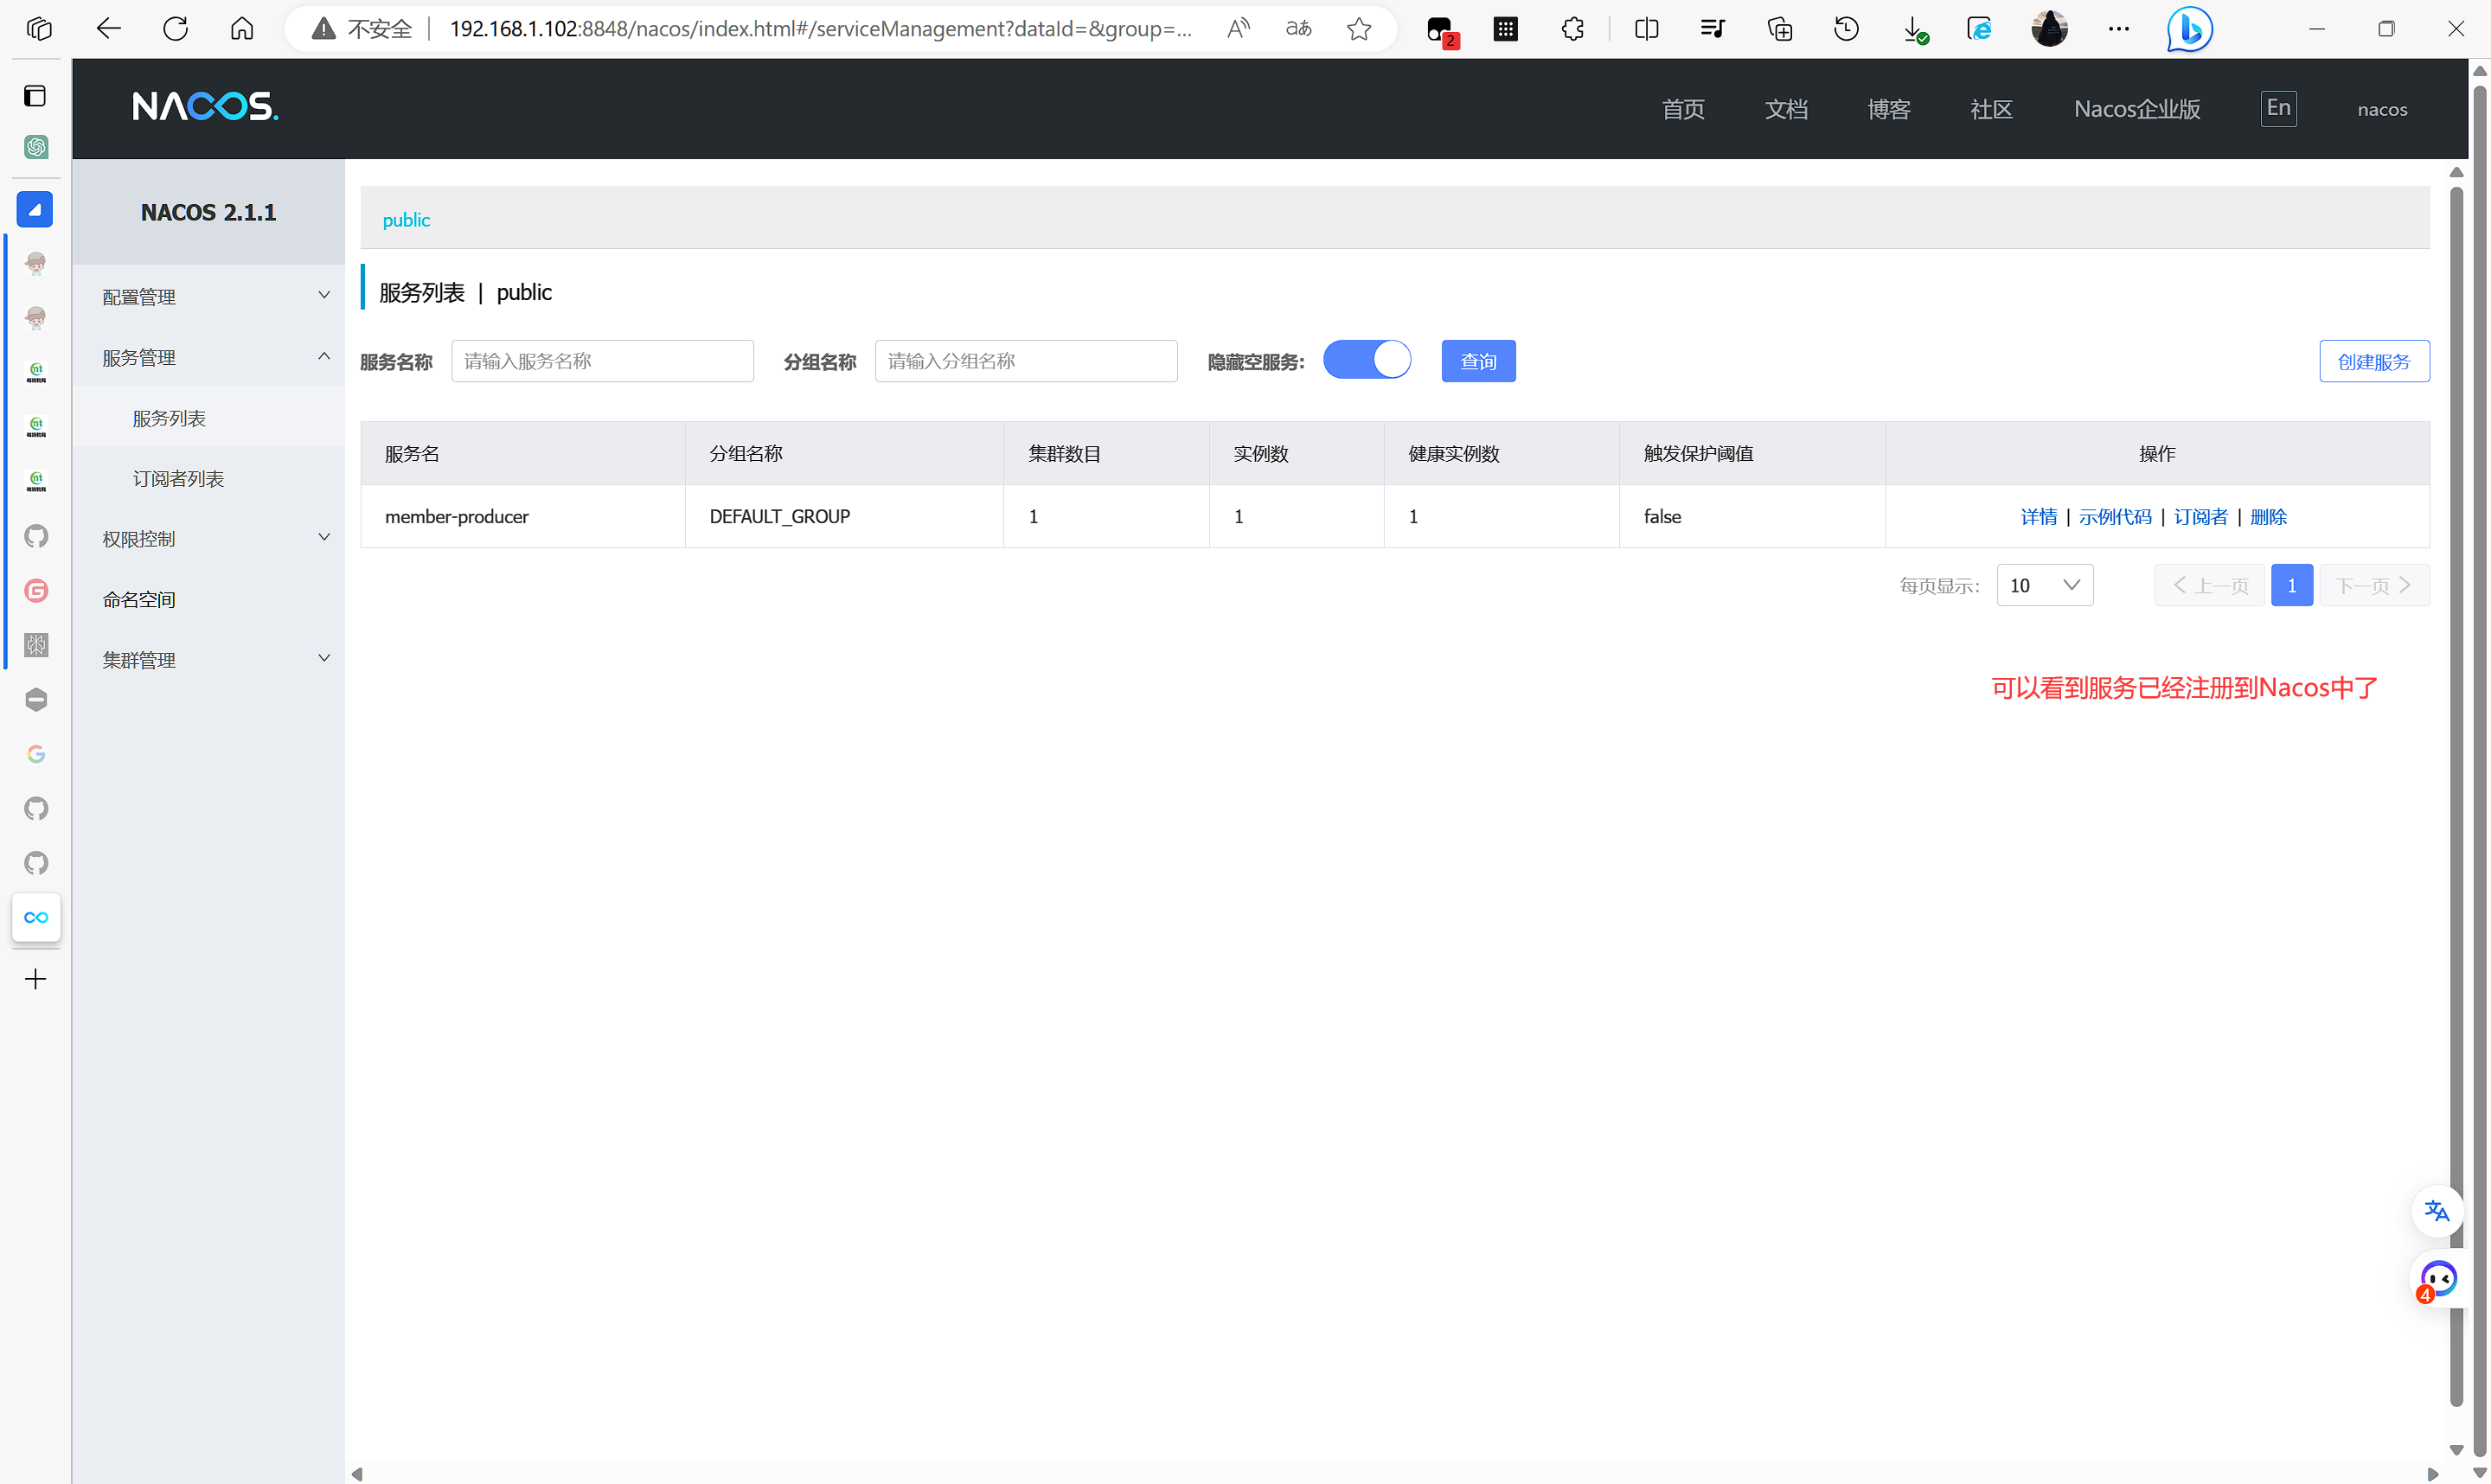 不安全 192.168.1.102:8848/nacos/index.html#/serviceManagement?dataId=&group=...
2
NACOS.
首页 文档 博客 社区 Nacos企业版 En nacos
NACOS 2.1.1
配置管理
服务管理
服务列表
订阅者列表
权限控制
命名空间
集群管理
public
服务列表 | public
服务名称 请输入服务名称 分组名称 请输入分组名称 隐藏空服务: 查询 创建服务
服务名 分组名称 集群数目 实例数 健康实例数 触发保护阈值 操作
member-producer DEFAULT_GROUP 1 1 1 false 详情 | 示例代码 | 订阅者 | 删除
每页显示: 10 上一页 1 下一页
可以看到服务已经注册到Nacos中了
4